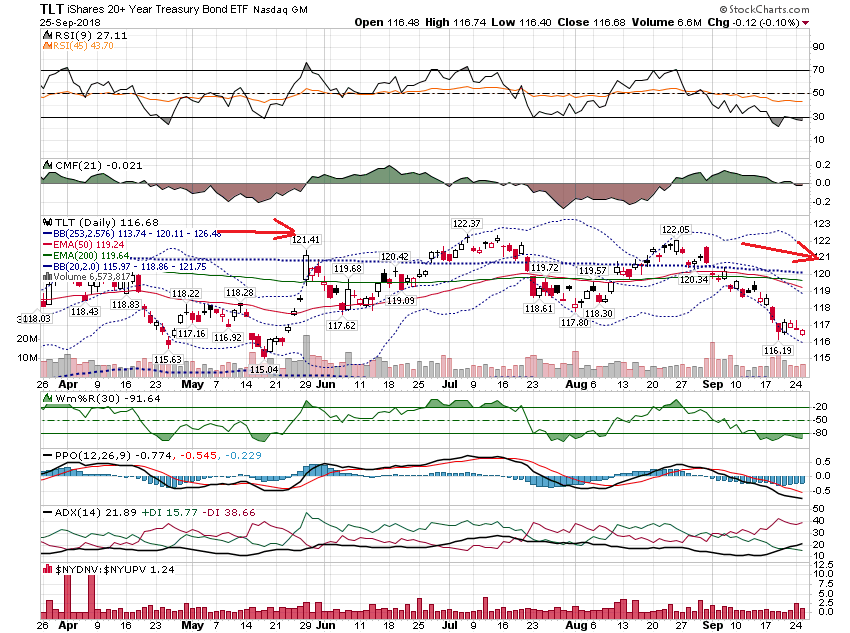 TLT iShares 20+ Year Treasury Bond ETF Nasdaq GM
© StockCharts.com
25-Sep-2018
Open 116.48 High 116.74 Low 116.40 Close 116.68 Volume 6.6M Chg -0.12 (-0.10%)
RSI(9) 27.11
RSI(45) 43.70
90
70
50
30
10
CMF(21) -0.021
0.2
0.0
-0.2
TLT (Daily) 116.68
BB(253,2.576) 113.74 - 120.11 - 126.48
EMA(50) 119.24
EMA(200) 119.64
BB(20,2.0) 115.97 - 118.86 - 121.75
Volume 6,573,812
123
122
121
120
119
118
117
116
115
20M
10M
118.03
118.43
118.83
115.63
118.22
117.16
116.92
118.28
115.04
121.41
117.62
119.68
120.42
119.09
122.37
118.61
119.72
117.80
119.57
118.30
122.05
120.34
116.19
26 Apr 9 16 23 May 7 14 21 29 Jun 11 18 25 Jul 9 16 23 Aug 6 13 20 27 Sep 10 17 24
Wm%R(30) -91.64
-20
-50
-80
PPO(12,26,9) -0.774, -0.545, -0.229
0.5
0.0
-0.5
ADX(14) 21.89 +DI 15.77 -DI 38.66
50
40
30
20
10
$NYDNV:$NYUPV 1.24
12.5
10.0
7.5
5.0
2.5
0.0
26 Apr 9 16 23 May 7 14 21 29 Jun 11 18 25 Jul 9 16 23 Aug 6 13 20 27 Sep 10 17 24